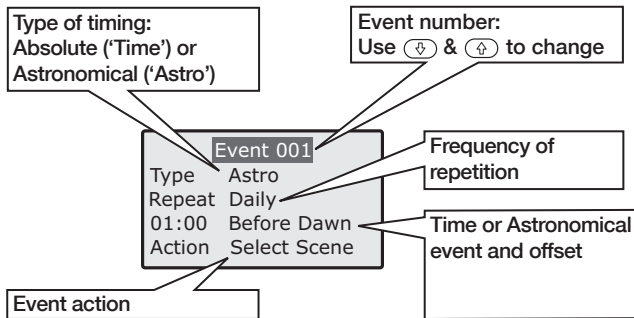 Type of timing:
Absolute (‘Time’) or
Astronomical (‘Astro’)
Event number:
Use & to change
Event 001
Type Astro
Repeat Daily
01:00 Before Dawn
Action Select Scene
Frequency of
repetition
Time or Astronomical
event and offset
Event action